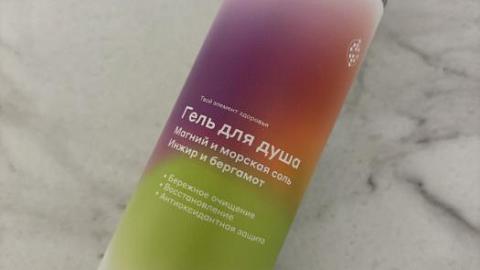 Твой элемент здоровья
Гель для душа
Магний и морская соль
Инжир и бергамот
• Бережное очищение
• Восстановление
• Антиоксидантная защита